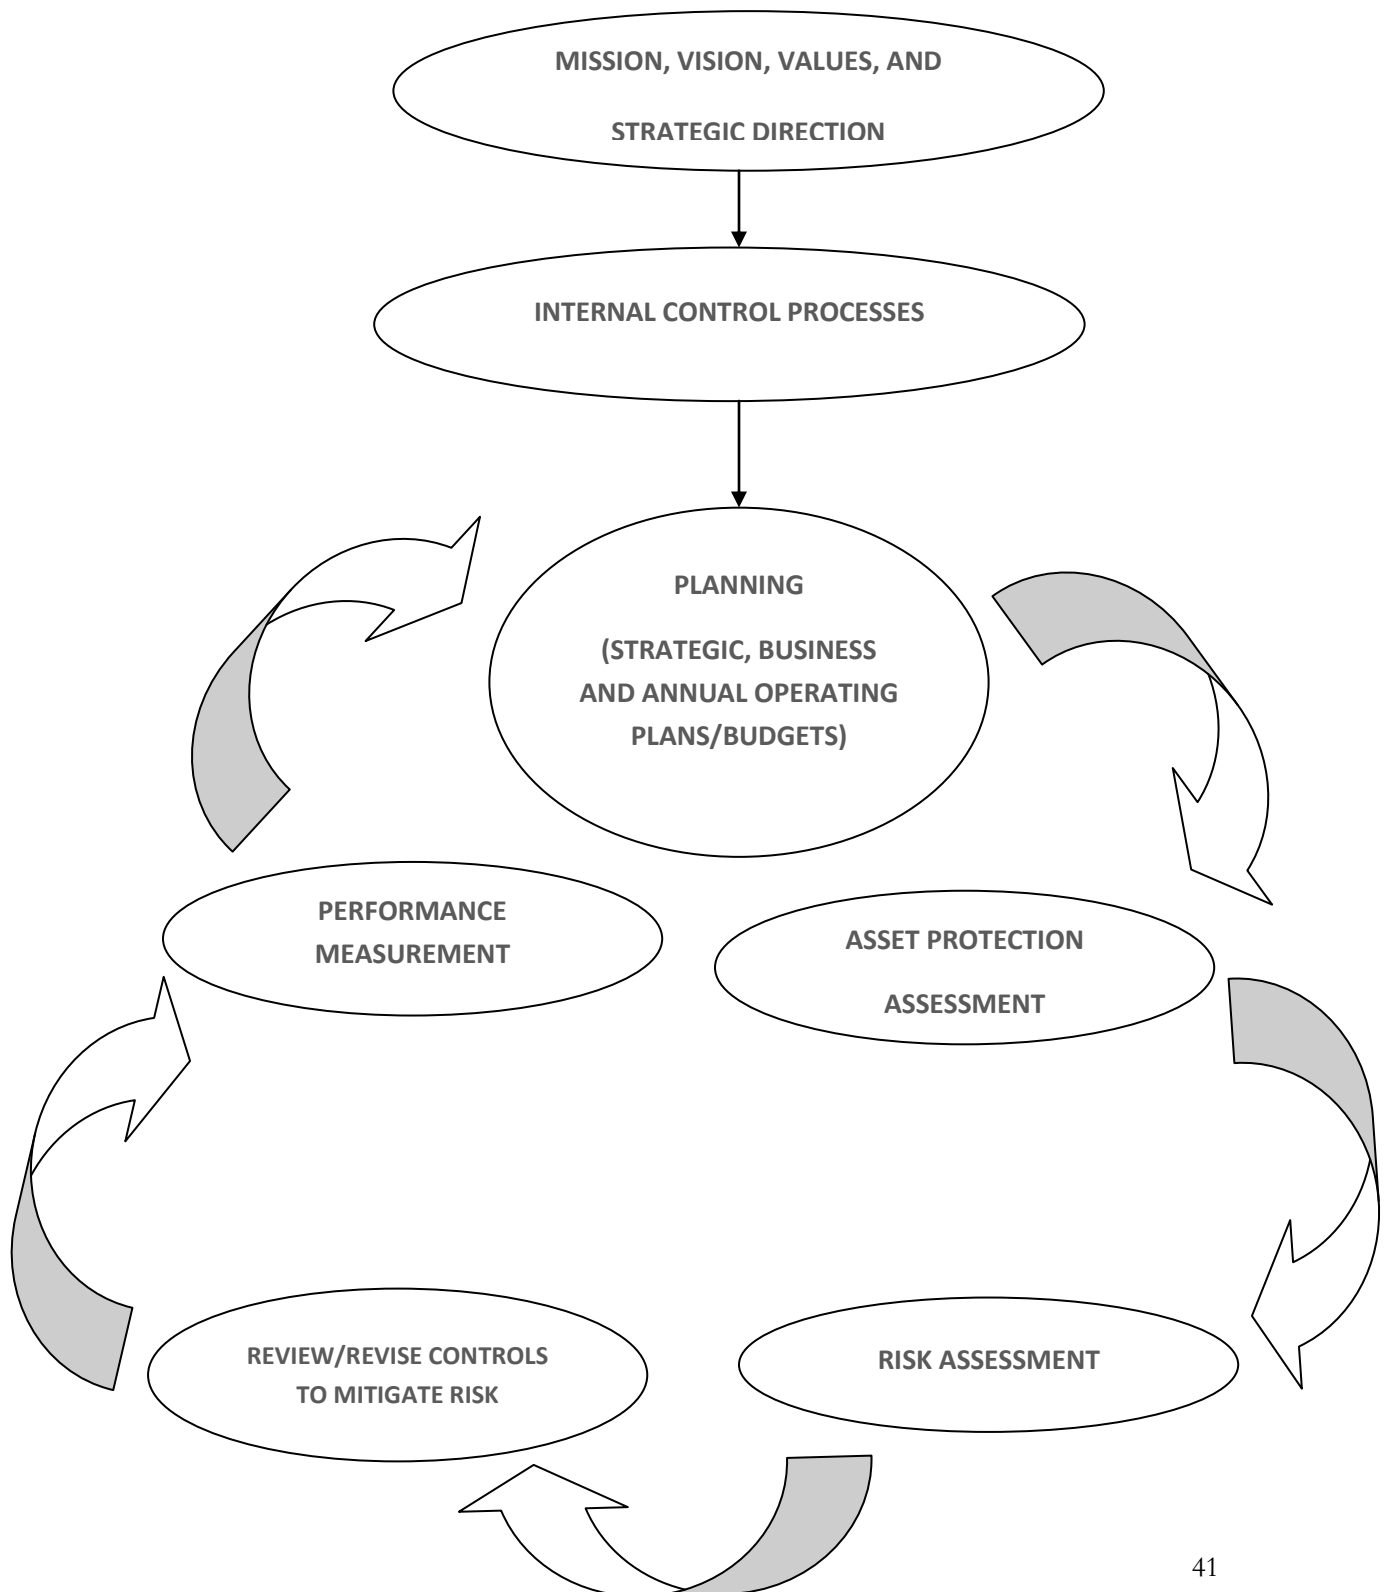 MISSION, VISION, VALUES, AND
STRATEGIC DIRECTION
INTERNAL CONTROL PROCESSES
PLANNING
(STRATEGIC, BUSINESS
AND ANNUAL OPERATING
PLANS/BUDGETS)
PERFORMANCE
MEASUREMENT
ASSET PROTECTION
ASSESSMENT
REVIEW/REVISE CONTROLS
TO MITIGATE RISK
RISK ASSESSMENT
41